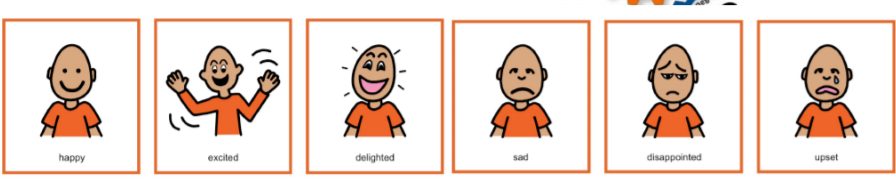 happy
excited
delighted
sad
disappointed
upset